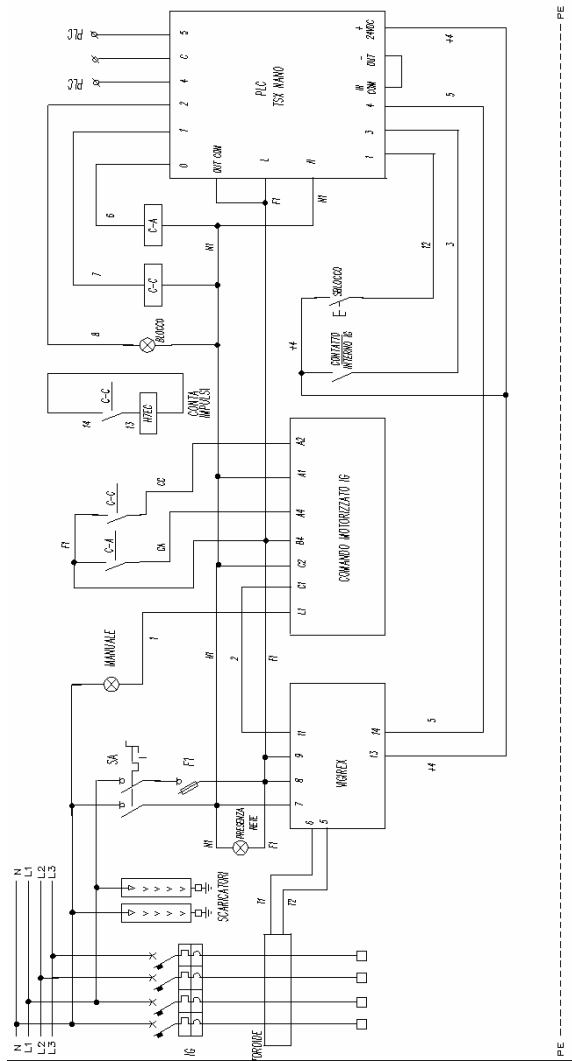 PLC
PLC
5
C
4
2
1
0
OUT COM
L
N
PLC
TSX NANO
+
24VDC
-
OUT
IN
COM
4
3
1
+4
5
F1
N1
12
3
6
C-A
N1
7
C-C
8
BLOCCO
SBLOCCO
+4
CONTATTO
INTERNO IG
14
C-C
13
H7EC
CONTA
IMPULSI
F1
C-C
C-A
CC
CA
A2
A1
A4
B4
C2
C1
L1
COMANDO MOTORIZZATO IG
MANUALE
1
N1
2
F1
SA
F1
11
9
8
7
6
5
14
13
VIGIREX
5
+4
N1
PRESENZA
RETE
F1
N
L1
L2
L3
SCARICATORI
T1
T2
IG
TOROIDE
N
L1
L2
L3
PE
PE